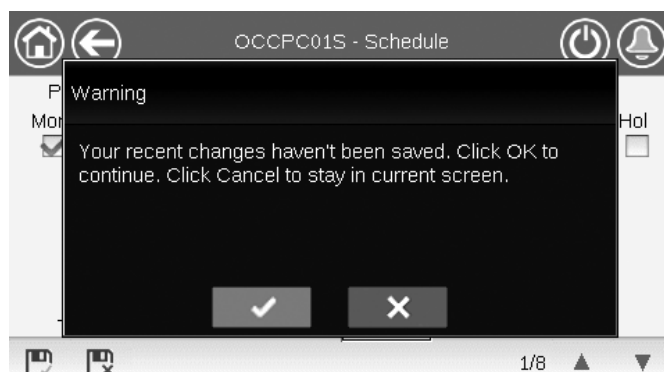 OCCPC01S - Schedule
P
Warning
Mon
Hol
Your recent changes haven't been saved. Click OK to
continue. Click Cancel to stay in current screen.
1/8